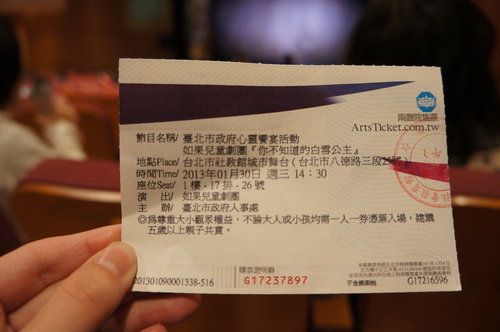 兩廳院售票
ArtsTicket.com.tw
節目名稱/ 臺北市政府心靈饗宴活動
如果兒童劇團『你不知道的白雪公主』
地點Place/ 台北市社教館城市舞台(台北市八德路三段25號)
時間Time/ 2013年01月30日 週三 14:30
座位Seat/ 1樓-17排-26號
演 出/ 如果兒童劇團
主 辦/ 臺北市政府人事處
◎為尊重大小觀眾權益,不論大人或小孩均需一人一券憑票入場,建議
五歲以上親子共賞。
201301090001338-516
購票證明聯
G17237897
不含娛樂稅
G17216596